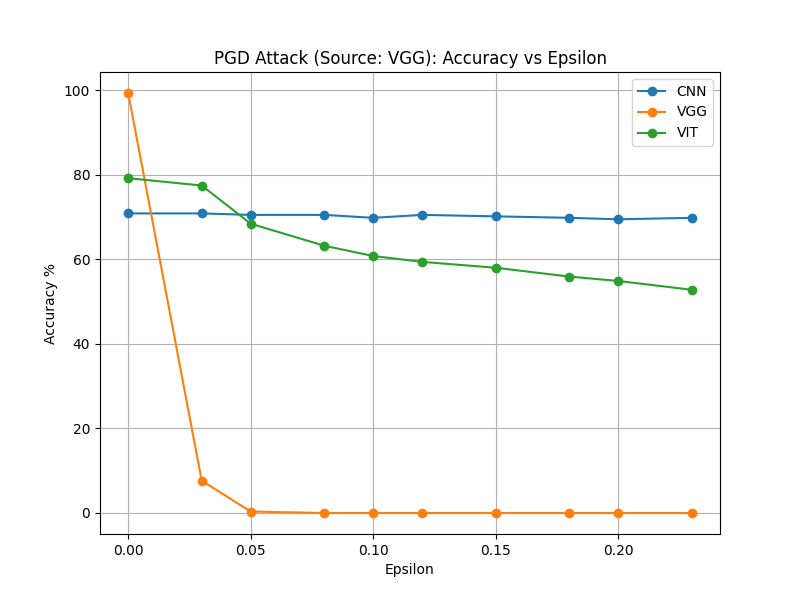 PGD Attack (Source: VGG): Accuracy vs Epsilon
CNN
VGG
VIT
100
80
60
40
20
0
Accuracy %
0.00
0.05
0.10
0.15
0.20
Epsilon